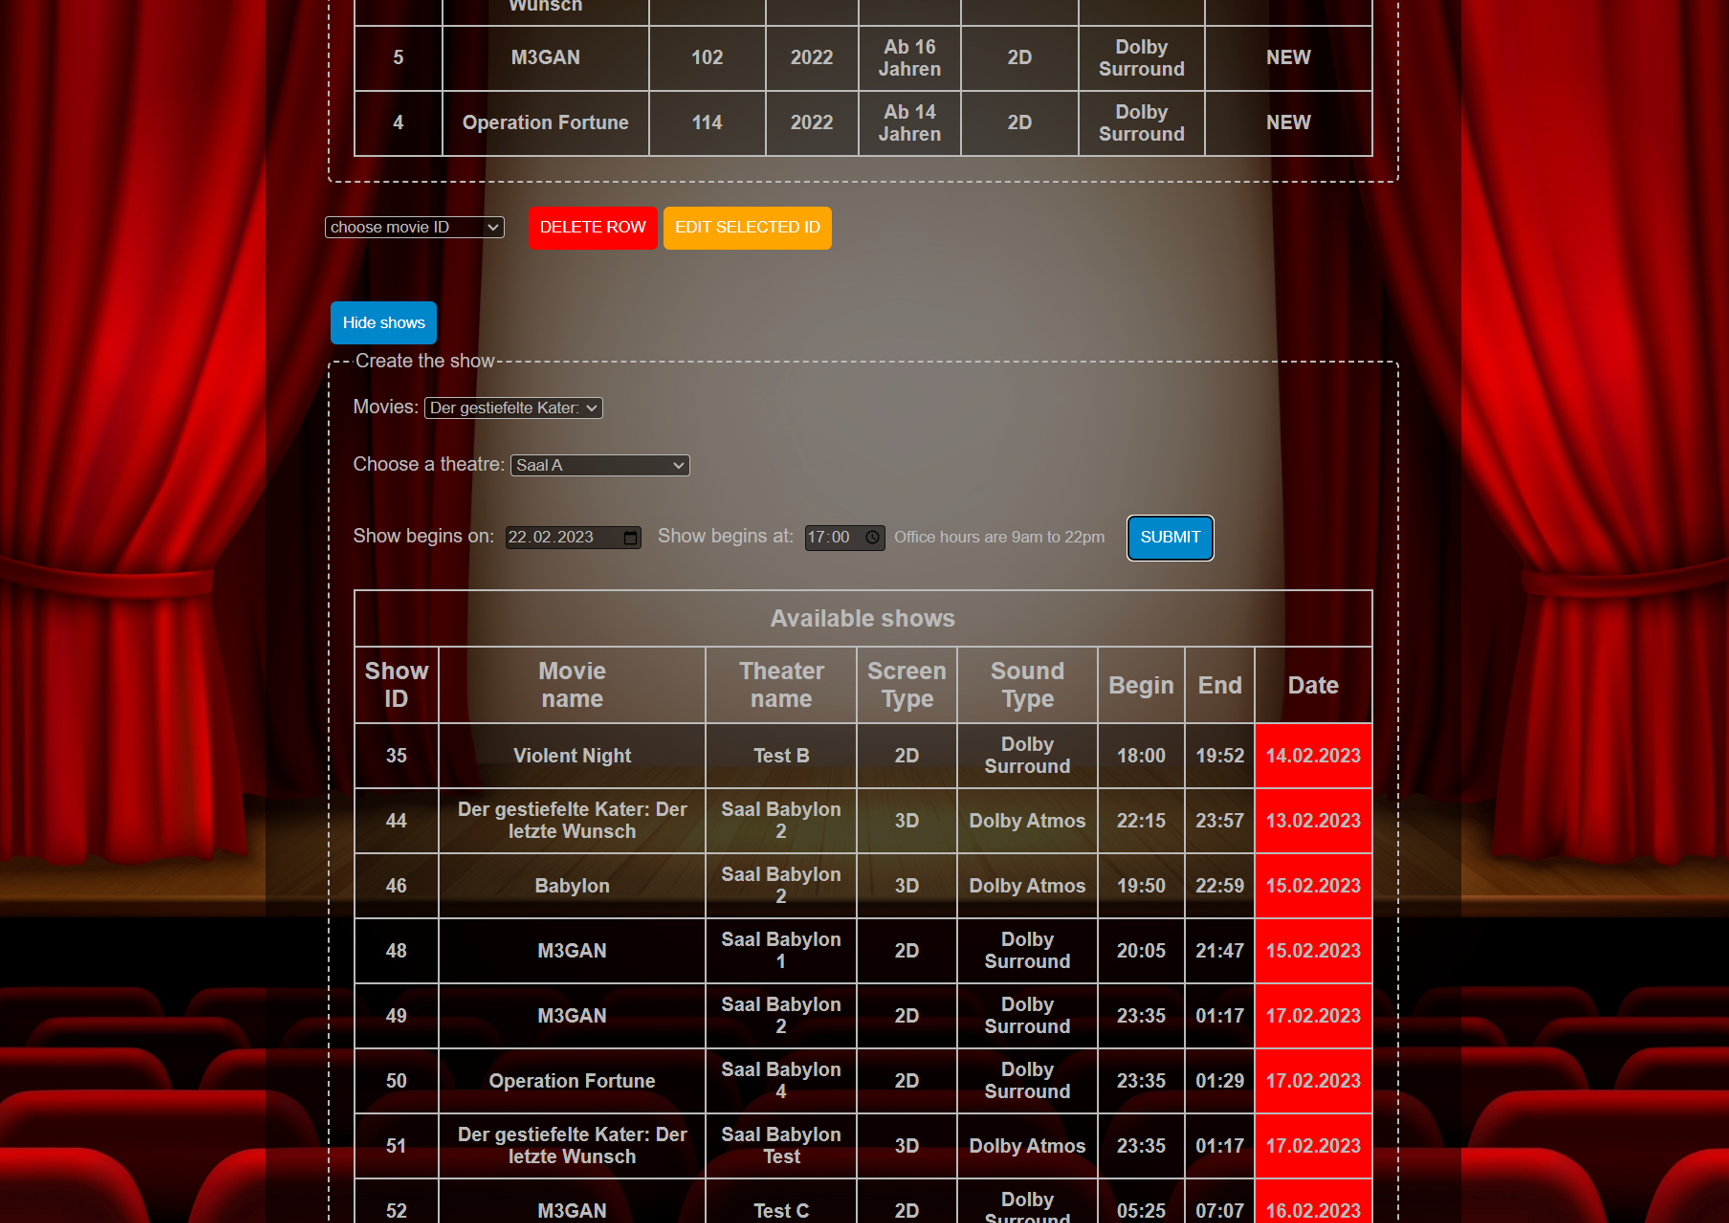 Wunsch
5 M3GAN 102 2022 Ab 16 Jahren 2D Dolby Surround NEW
4 Operation Fortune 114 2022 Ab 14 Jahren 2D Dolby Surround NEW
choose movie ID DELETE ROW EDIT SELECTED ID
Hide shows
Create the show
Movies: Der gestiefelte Kater:
Choose a theatre: Saal A
Show begins on: 22.02.2023 Show begins at: 17:00 Office hours are 9am to 22pm SUBMIT
Available shows
Show ID Movie name Theater name Screen Type Sound Type Begin End Date
35 Violent Night Test B 2D Dolby Surround 18:00 19:52 14.02.2023
44 Der gestiefelte Kater: Der letzte Wunsch Saal Babylon 2 3D Dolby Atmos 22:15 23:57 13.02.2023
46 Babylon Saal Babylon 2 3D Dolby Atmos 19:50 22:59 15.02.2023
48 M3GAN Saal Babylon 1 2D Dolby Surround 20:05 21:47 15.02.2023
49 M3GAN Saal Babylon 2 2D Dolby Surround 23:35 01:17 17.02.2023
50 Operation Fortune Saal Babylon 4 2D Dolby Surround 23:35 01:29 17.02.2023
51 Der gestiefelte Kater: Der letzte Wunsch Saal Babylon Test 3D Dolby Atmos 23:35 01:17 17.02.2023
52 M3GAN Test C 2D Dolby Surround 05:25 07:07 16.02.2023